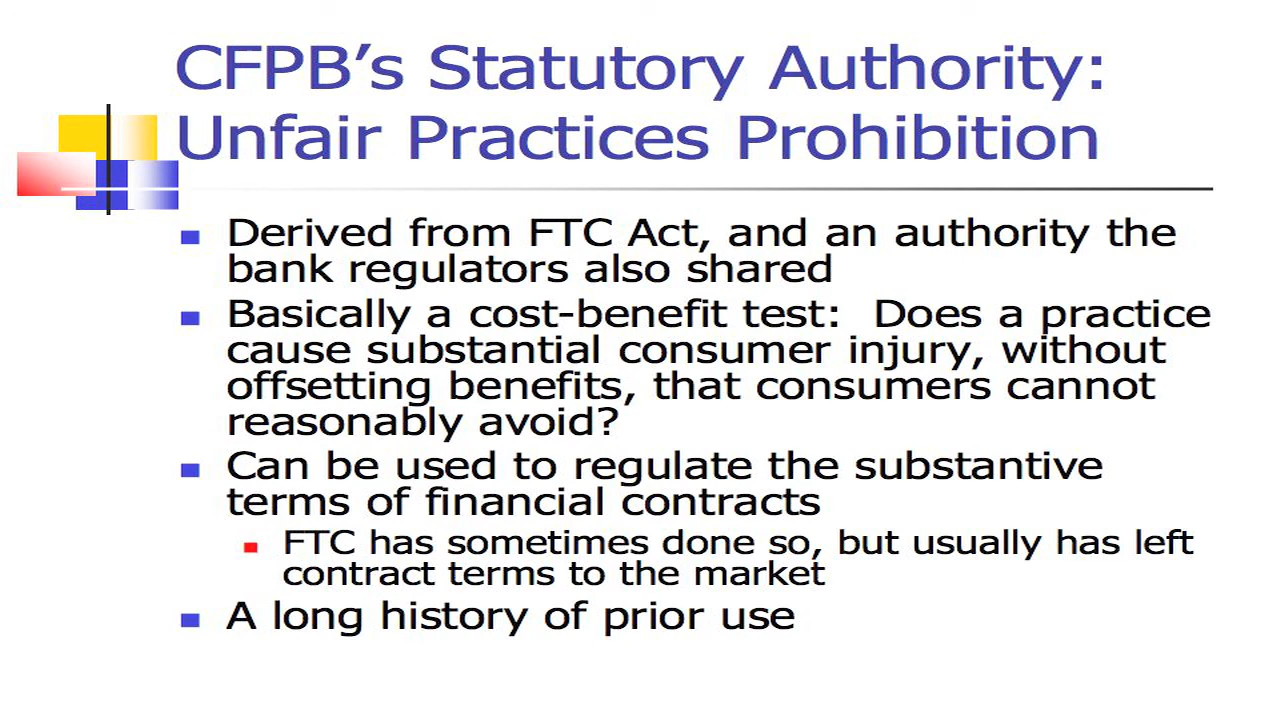 CFPB’s Statutory Authority:
Unfair Practices Prohibition
Derived from FTC Act, and an authority the
bank regulators also shared
Basically a cost-benefit test:  Does a practice
cause substantial consumer injury, without
offsetting benefits, that consumers cannot
reasonably avoid?
Can be used to regulate the substantive
terms of financial contracts
FTC has sometimes done so, but usually has left
contract terms to the market
A long history of prior use